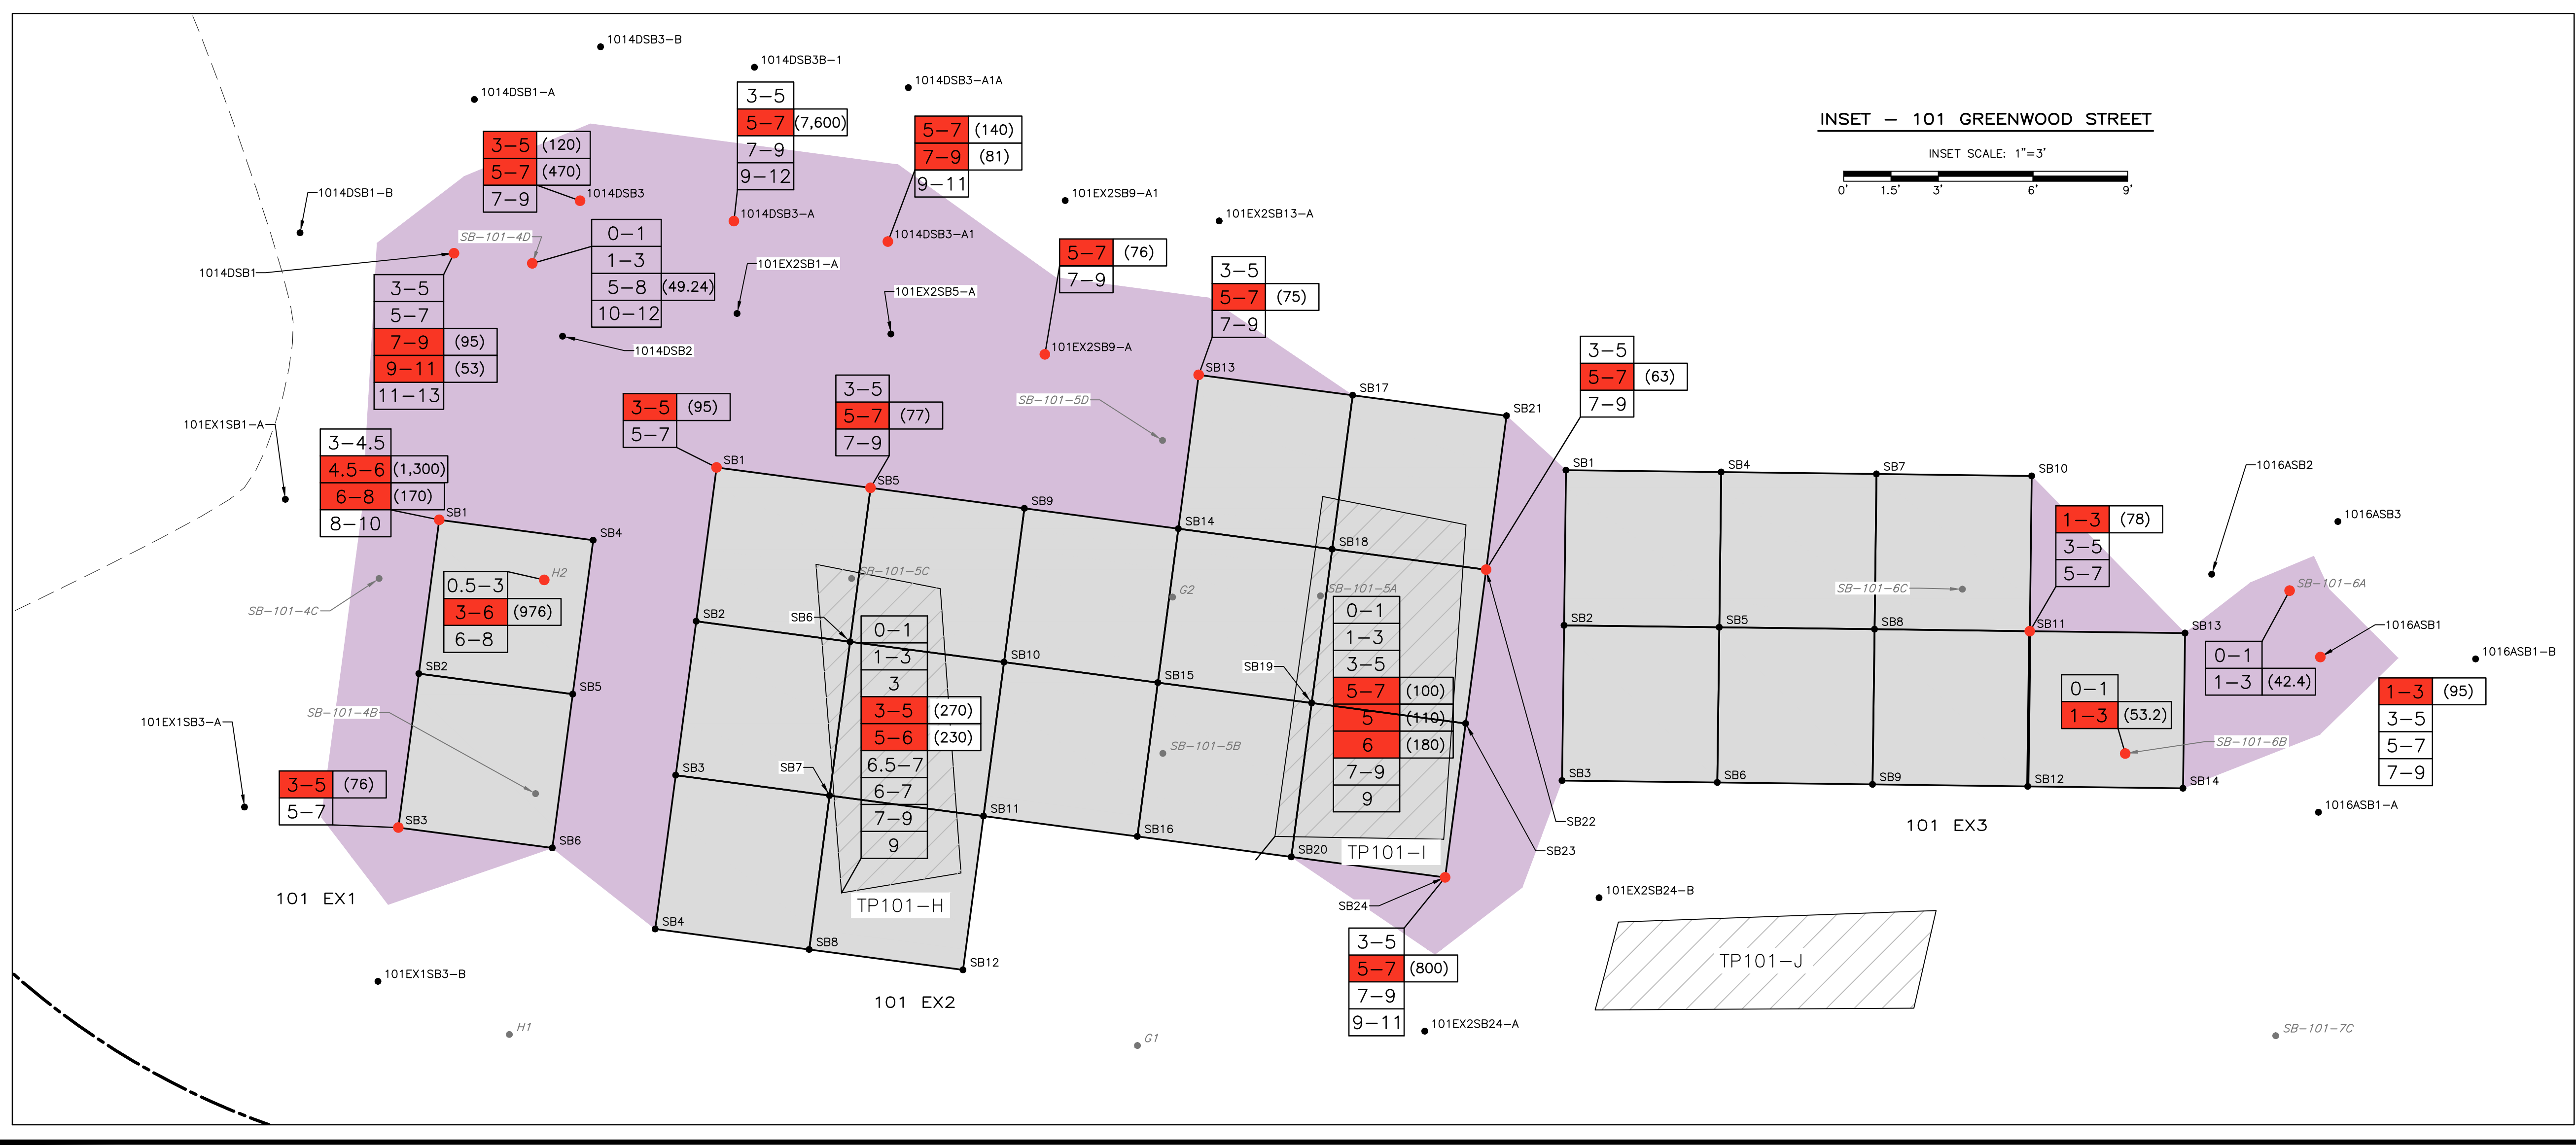 INSET – 101 GREENWOOD STREET
INSET SCALE: 1"=3'
0' 1.5' 3' 6' 9'
1014DSB3–B
1014DSB1–A
1014DSB3B–1
1014DSB3–A1A
3–5
5–7 (7,600)
7–9
9–12
1014DSB3–A
5–7 (140)
7–9 (81)
9–11
1014DSB3–A1
3–5 (120)
5–7 (470)
7–9
1014DSB3
1014DSB1–B
101EX2SB9–A1
101EX2SB13–A
SB–101–4D
0–1
1–3
5–8 (49.24)
10–12
1014DSB1
3–5
5–7
7–9 (95)
9–11 (53)
11–13
101EX2SB1–A
101EX2SB5–A
1014DSB2
5–7 (76)
7–9
101EX2SB9–A
3–5
5–7 (75)
7–9
SB13
SB17
SB21
3–5
5–7 (63)
7–9
SB–101–5D
101EX1SB1–A
3–4.5
4.5–6 (1,300)
6–8 (170)
8–10
SB1
SB4
3–5 (95)
5–7
SB1
3–5
5–7 (77)
7–9
SB5
SB9
SB14
SB18
H2
0.5–3
3–6 (976)
6–8
SB–101–4C
SB2
SB5
SB–101–4B
101EX1SB3–A
3–5 (76)
5–7
SB3
SB6
101 EX1
101EX1SB3–B
H1
SB2
SB6
SB–101–5C
0–1
1–3
3
3–5 (270)
5–6 (230)
6.5–7
6–7
7–9
9
TP101–H
SB10
SB15
G2
SB–101–5B
SB3
SB7
SB11
SB16
SB20
SB4
SB8
SB12
101 EX2
G1
SB–101–5A
0–1
1–3
3–5
5–7 (100)
5 (110)
6 (180)
7–9
9
SB19
TP101–I
SB22
SB23
SB24
3–5
5–7 (800)
7–9
9–11
101EX2SB24–A
101EX2SB24–B
TP101–J
SB1
SB4
SB7
SB10
SB–101–6C
SB2
SB5
SB8
SB11
SB13
1–3 (78)
3–5
5–7
SB3
SB6
SB9
SB12
SB14
0–1
1–3 (53.2)
SB–101–6B
101 EX3
1016ASB2
1016ASB3
SB–101–6A
0–1
1–3 (42.4)
1016ASB1
1016ASB1–B
1–3 (95)
3–5
5–7
7–9
1016ASB1–A
SB–101–7C